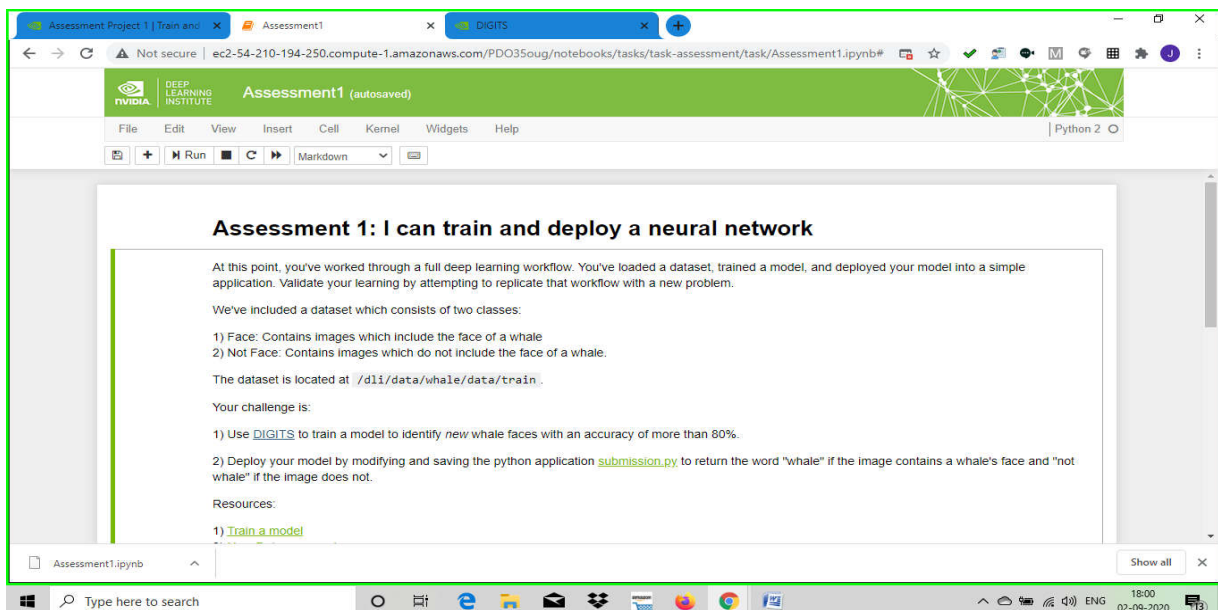 Assessment Project 1 | Train and
Assessment1
DIGITS
Not secure | ec2-54-210-194-250.compute-1.amazonaws.com/PDO35oug/notebooks/tasks/task-assessment/task/Assessment1.ipynb#
NVIDIA. DEEP LEARNING INSTITUTE
Assessment1 (autosaved)
File Edit View Insert Cell Kernel Widgets Help
Python 2
Run Markdown
Assessment 1: I can train and deploy a neural network
At this point, you've worked through a full deep learning workflow. You've loaded a dataset, trained a model, and deployed your model into a simple
application. Validate your learning by attempting to replicate that workflow with a new problem.
We've included a dataset which consists of two classes:
1) Face: Contains images which include the face of a whale
2) Not Face: Contains images which do not include the face of a whale.
The dataset is located at /dli/data/whale/data/train .
Your challenge is:
1) Use DIGITS to train a model to identify new whale faces with an accuracy of more than 80%.
2) Deploy your model by modifying and saving the python application submission.py to return the word "whale" if the image contains a whale's face and "not
whale" if the image does not.
Resources:
1) Train a model
Assessment1.ipynb
Show all
Type here to search
ENG
18:00
02-09-2020